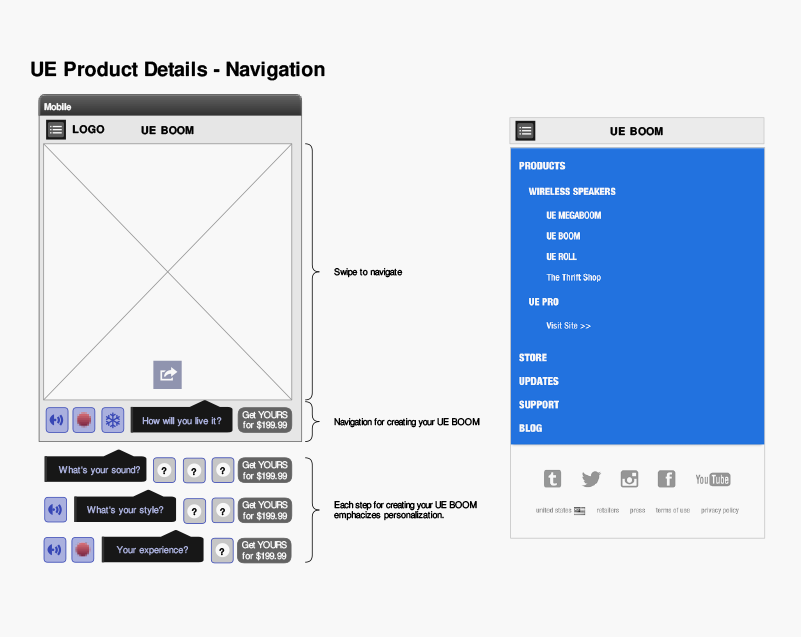 UE Product Details - Navigation
Mobile
LOGO
UE BOOM
Swipe to navigate
How will you live it?
Get YOURS
for $199.99
Navigation for creating your UE BOOM
What's your sound?
?
?
?
Get YOURS
for $199.99
What's your style?
?
?
Get YOURS
for $199.99
Each step for creating your UE BOOM
emphacizes personalization.
Your experience?
?
Get YOURS
for $199.99
UE BOOM
PRODUCTS
WIRELESS SPEAKERS
UE MEGABOOM
UE BOOM
UE ROLL
The Thrift Shop
UE PRO
Visit Site >>
STORE
UPDATES
SUPPORT
BLOG
t
f
YouTube
united states
retailers
press
terms of use
privacy policy